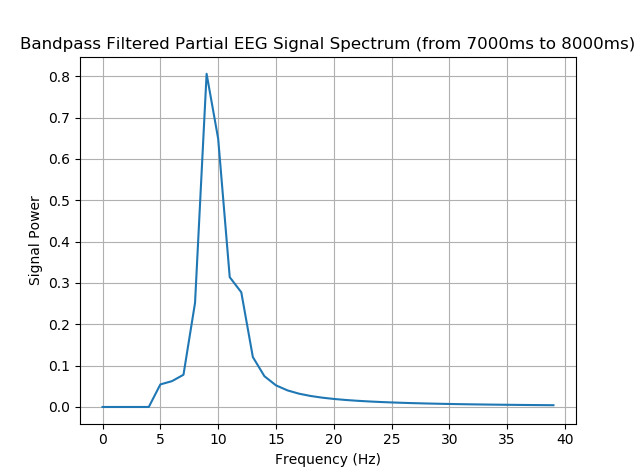 Bandpass Filtered Partial EEG Signal Spectrum (from 7000ms to 8000ms)
0.8
0.7
0.6
0.5
0.4
0.3
0.2
0.1
0.0
Signal Power
0 5 10 15 20 25 30 35 40
Frequency (Hz)